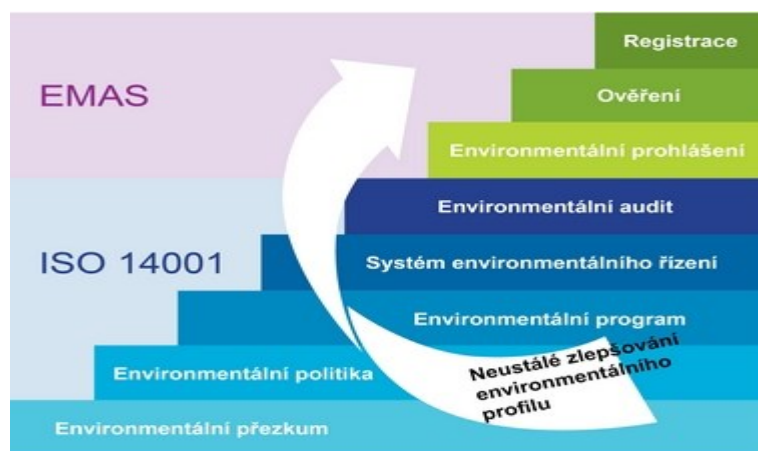 Registrace
EMAS
Ověření
Environmentální prohlášení
Environmentální audit
ISO 14001
Systém environmentálního řízení
Environmentální program
Neustálé zlepšování
environmentálního
profilu
Environmentální politika
Environmentální přezkum